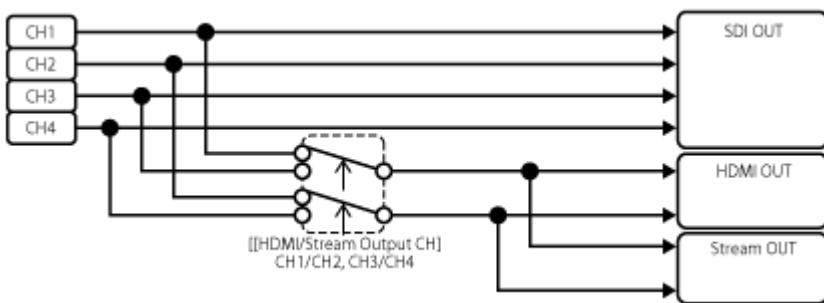 CH1
CH2
CH3
CH4
SDI OUT
HDMI OUT
Stream OUT
[[HDMI/Stream Output CH]
CH1/CH2, CH3/CH4